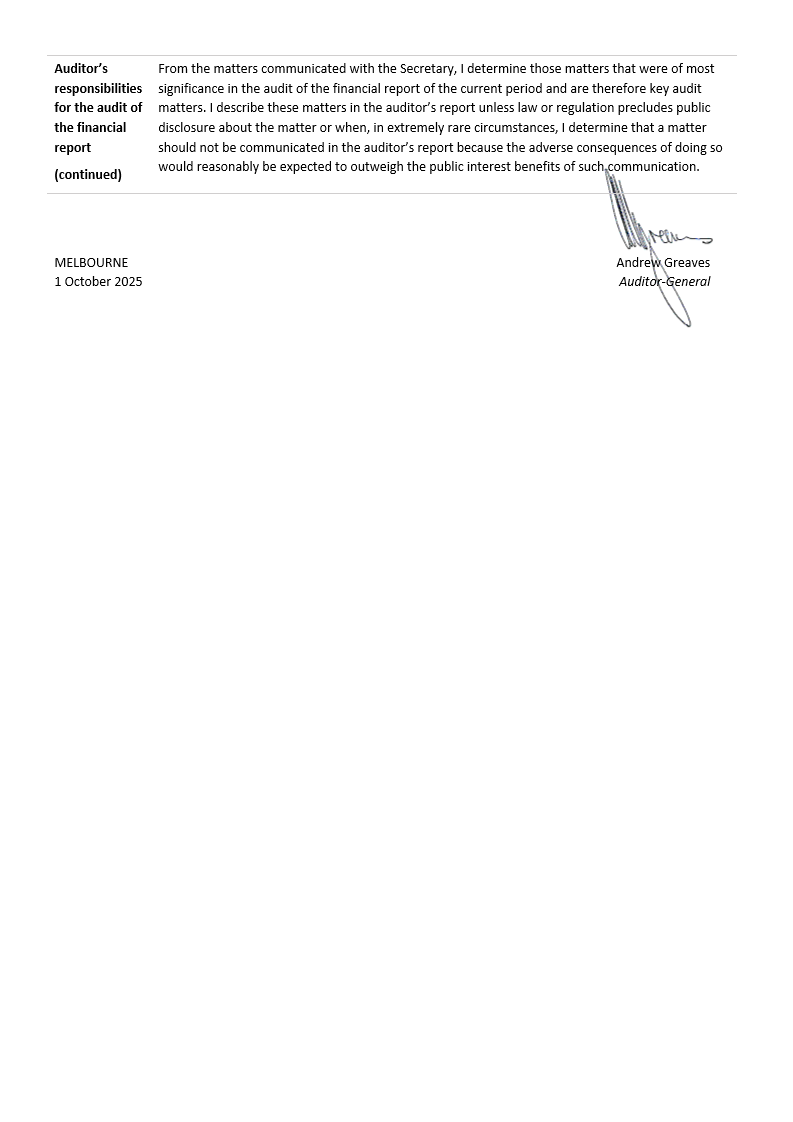 Auditor’s
responsibilities
for the audit of
the financial
report
(continued)
From the matters communicated with the Secretary, I determine those matters that were of most
significance in the audit of the financial report of the current period and are therefore key audit
matters. I describe these matters in the auditor’s report unless law or regulation precludes public
disclosure about the matter or when, in extremely rare circumstances, I determine that a matter
should not be communicated in the auditor’s report because the adverse consequences of doing so
would reasonably be expected to outweigh the public interest benefits of such communication.
MELBOURNE
1 October 2025
Andrew Greaves
Auditor-General